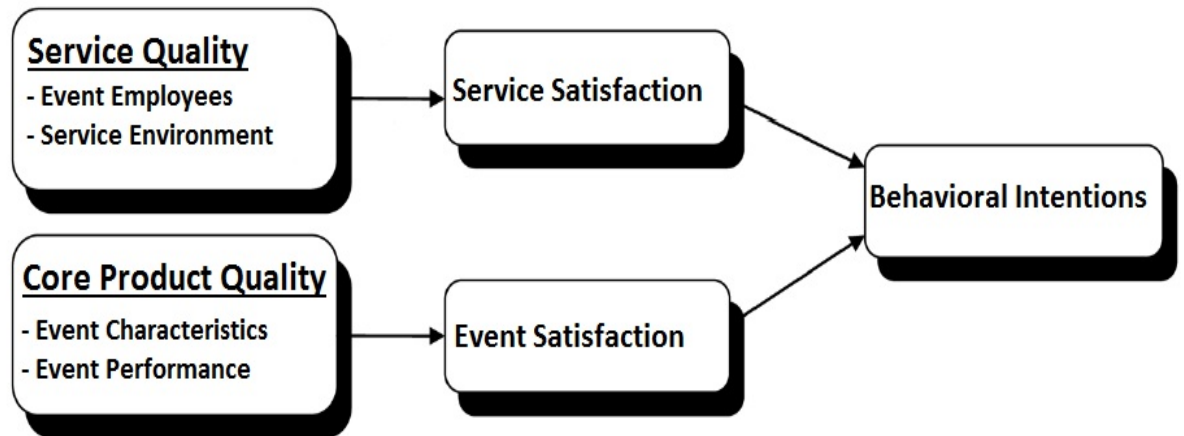 Service Quality
- Event Employees
- Service Environment
Service Satisfaction
Behavioral Intentions
Core Product Quality
- Event Characteristics
- Event Performance
Event Satisfaction